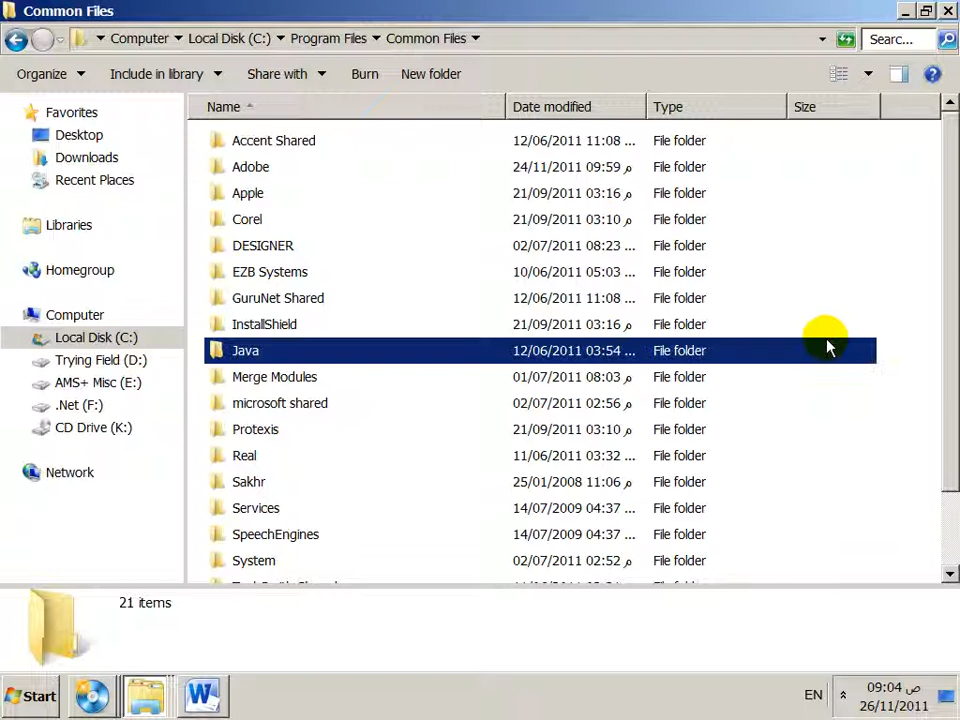 Common Files
Computer Local Disk (C:) Program Files Common Files Searc...
Organize Include in library Share with Burn New folder
Name Date modified Type Size
Favorites
Desktop
Downloads
Recent Places
Libraries
Homegroup
Computer
Local Disk (C:)
Trying Field (D:)
AMS+ Misc (E:)
.Net (F:)
CD Drive (K:)
Network
Accent Shared 12/06/2011 11:08 ... File folder
Adobe 24/11/2011 09:59 م File folder
Apple 21/09/2011 03:16 م File folder
Corel 21/09/2011 03:10 م File folder
DESIGNER 02/07/2011 08:23 ... File folder
EZB Systems 10/06/2011 05:03 ... File folder
GuruNet Shared 12/06/2011 11:08 ... File folder
InstallShield 21/09/2011 03:16 م File folder
Java 12/06/2011 03:54 ... File folder
Merge Modules 01/07/2011 08:03 م File folder
microsoft shared 02/07/2011 02:56 م File folder
Protexis 21/09/2011 03:10 م File folder
Real 11/06/2011 03:32 ... File folder
Sakhr 25/01/2008 11:06 م File folder
Services 14/07/2009 04:37 ... File folder
SpeechEngines 14/07/2009 04:37 ... File folder
System 02/07/2011 02:52 م File folder
21 items
Start EN 09:04 ص
26/11/2011